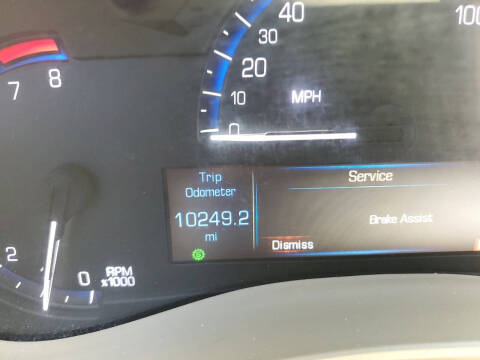 40
100
30
20
10
0
MPH
7
8
Trip
Odometer
10249.2
mi
Service
Brake Assist
Dismiss
2
0
RPM
x1000